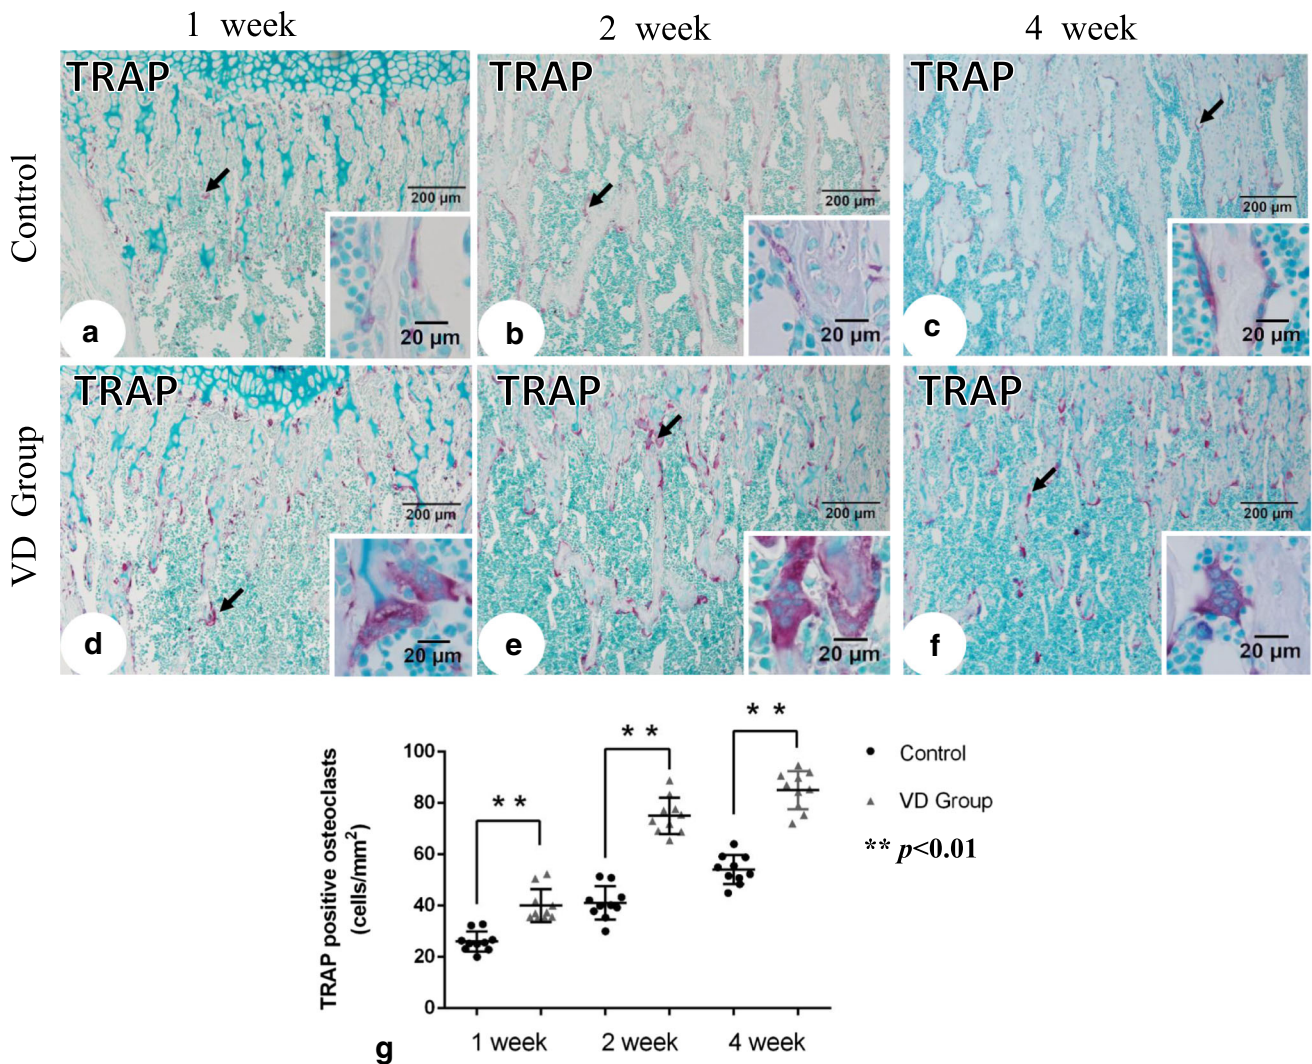 1 week
2 week
4 week
Control
TRAP
200 µm
20 µm
a
TRAP
200 µm
20 µm
b
TRAP
200 µm
20 µm
c
VD Group
TRAP
200 µm
20 µm
d
TRAP
200 µm
20 µm
e
TRAP
200 µm
20 µm
f
TRAP positive osteoclasts
(cells/mm²)
100
80
60
40
20
0
* *
* *
* *
1 week
2 week
4 week
Control
VD Group
** p<0.01
g